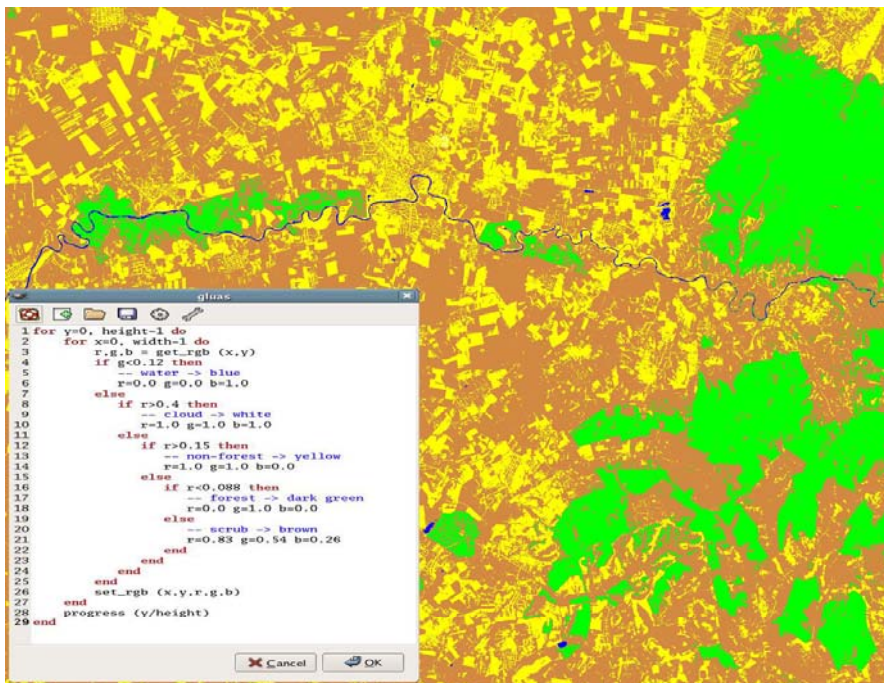 gluas
1 for y=0, height-1 do
2 for x=0, width-1 do
3 r,g,b = get_rgb (x,y)
4 if g<0.12 then
5 -- water -> blue
6 r=0.0 g=0.0 b=1.0
7 else
8 if r>0.4 then
9 -- cloud -> white
10 r=1.0 g=1.0 b=1.0
11 else
12 if r>0.15 then
13 -- non-forest -> yellow
14 r=1.0 g=1.0 b=0.0
15 else
16 if r<0.088 then
17 -- forest -> dark green
18 r=0.0 g=1.0 b=0.0
19 else
20 -- scrub -> brown
21 r=0.83 g=0.54 b=0.26
22 end
23 end
24 end
25 end
26 set_rgb (x,y,r,g,b)
27 end
28 progress (y/height)
29 end
Cancel OK